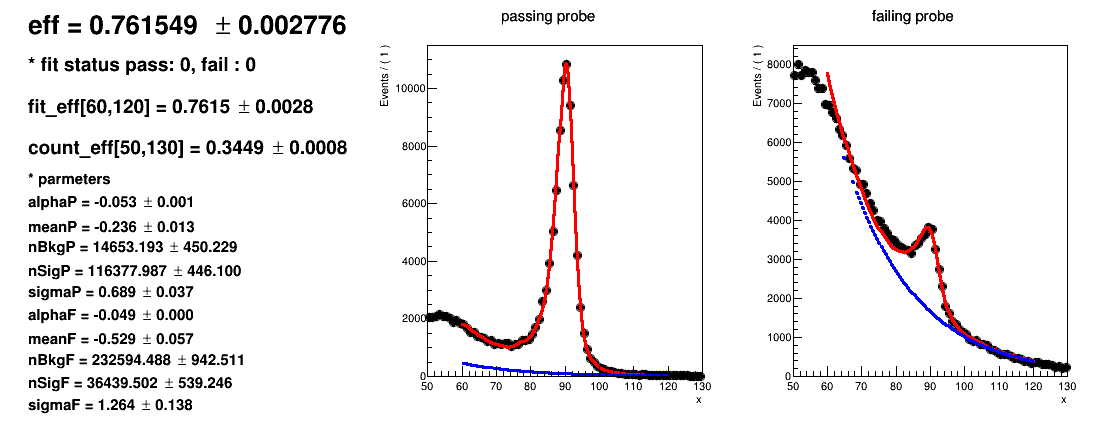 eff = 0.761549 ± 0.002776
* fit status pass: 0, fail : 0
fit_eff[60,120] = 0.7615 ± 0.0028
count_eff[50,130] = 0.3449 ± 0.0008
* parmeters
alphaP = -0.053 ± 0.001
meanP = -0.236 ± 0.013
nBkgP = 14653.193 ± 450.229
nSigP = 116377.987 ± 446.100
sigmaP = 0.689 ± 0.037
alphaF = -0.049 ± 0.000
meanF = -0.529 ± 0.057
nBkgF = 232594.488 ± 942.511
nSigF = 36439.502 ± 539.246
sigmaF = 1.264 ± 0.138
passing probe
Events / ( 1 )
10000
8000
6000
4000
2000
0
50 60 70 80 90 100 110 120 130
x
failing probe
Events / ( 1 )
8000
7000
6000
5000
4000
3000
2000
1000
0
50 60 70 80 90 100 110 120 130
x